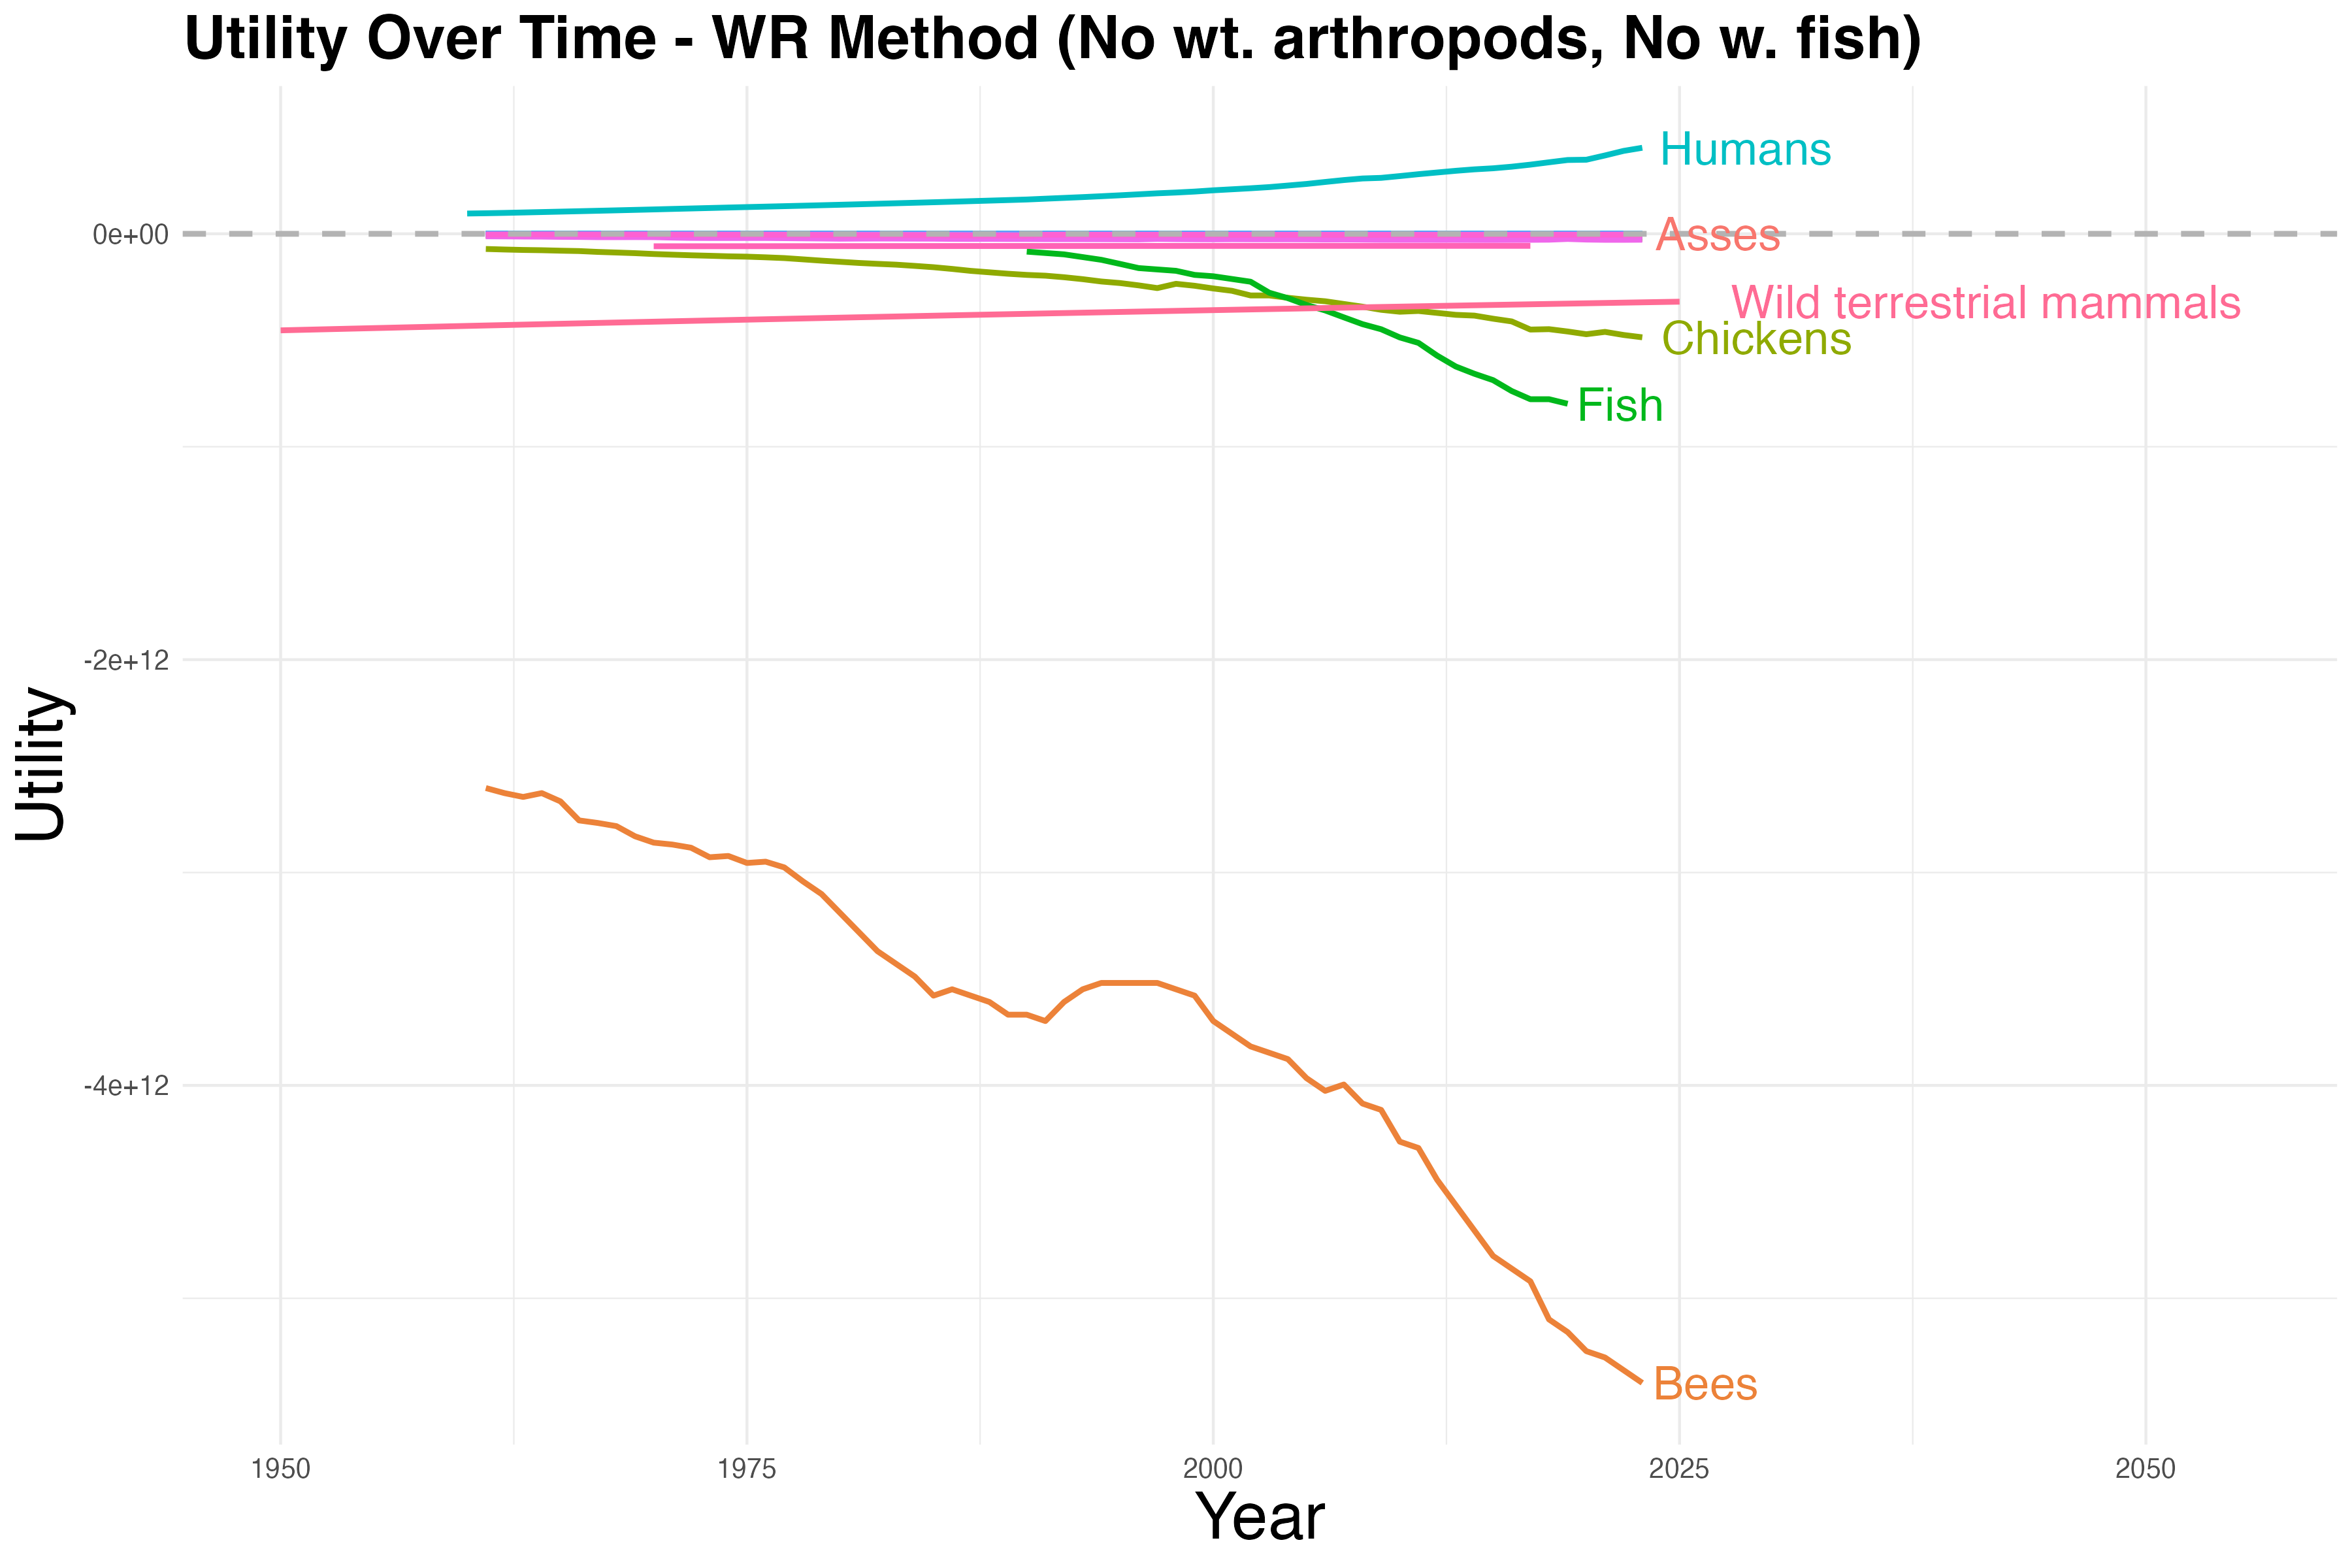 Utility Over Time - WR Method (No wt. arthropods, No w. fish)
Humans
0e+00
Asses
Wild terrestrial mammals
Chickens
Fish
-2e+12
Utility
-4e+12
Bees
1950 1975 2000 2025 2050
Year